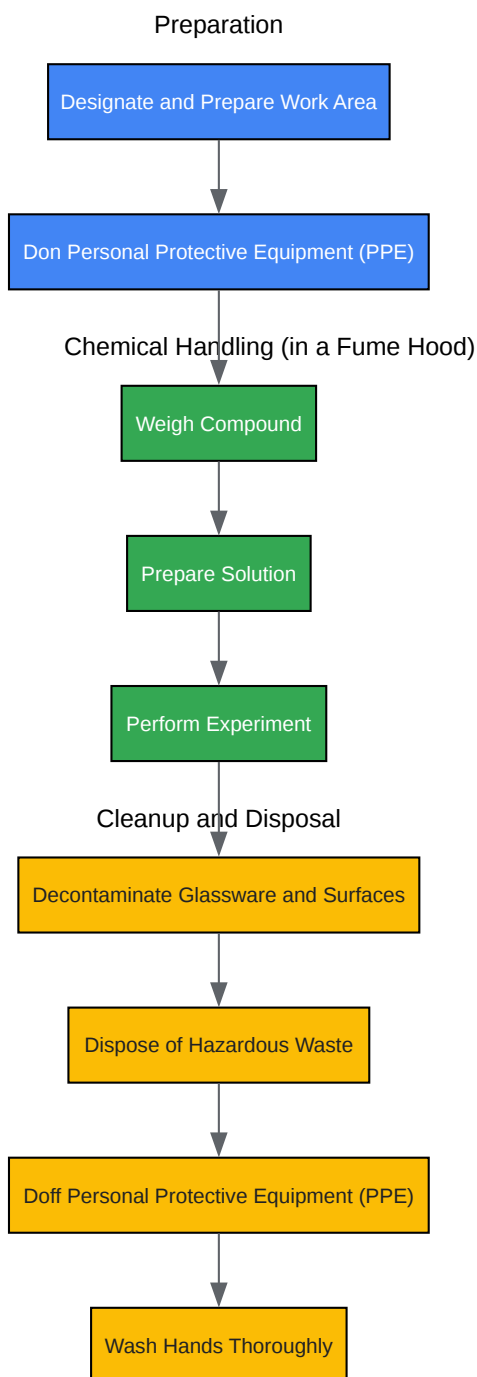 Preparation
Designate and Prepare Work Area
Don Personal Protective Equipment (PPE)
Chemical Handling (in a Fume Hood)
Weigh Compound
Prepare Solution
Perform Experiment
Cleanup and Disposal
Decontaminate Glassware and Surfaces
Dispose of Hazardous Waste
Doff Personal Protective Equipment (PPE)
Wash Hands Thoroughly